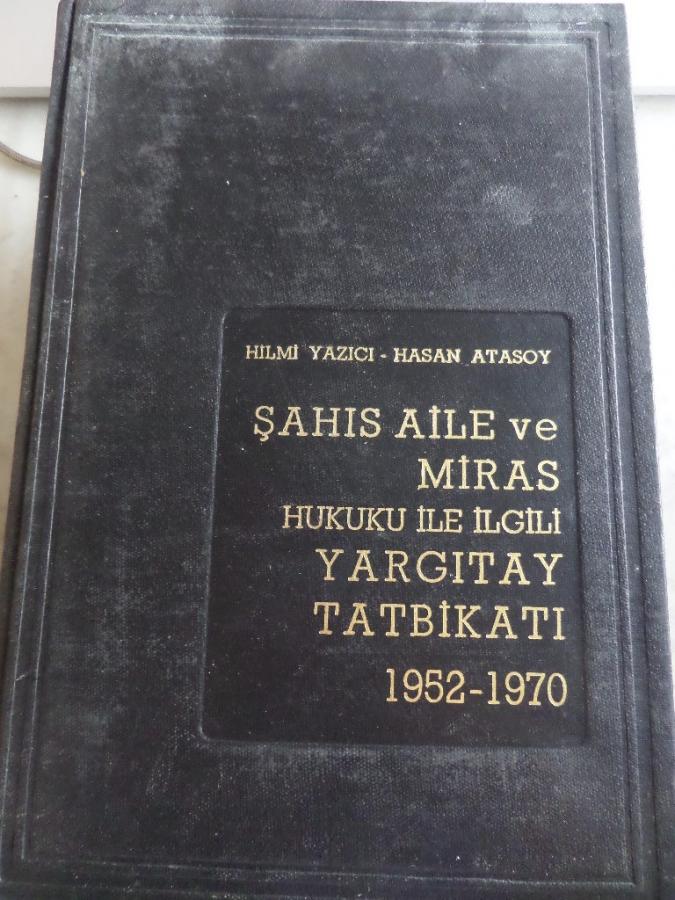 HİLMİ YAZICI - HASAN ATASOY
ŞAHIS AİLE ve
MİRAS
HUKUKU İLE İLGİLİ
YARGITAY
TATBİKATI
1952-1970